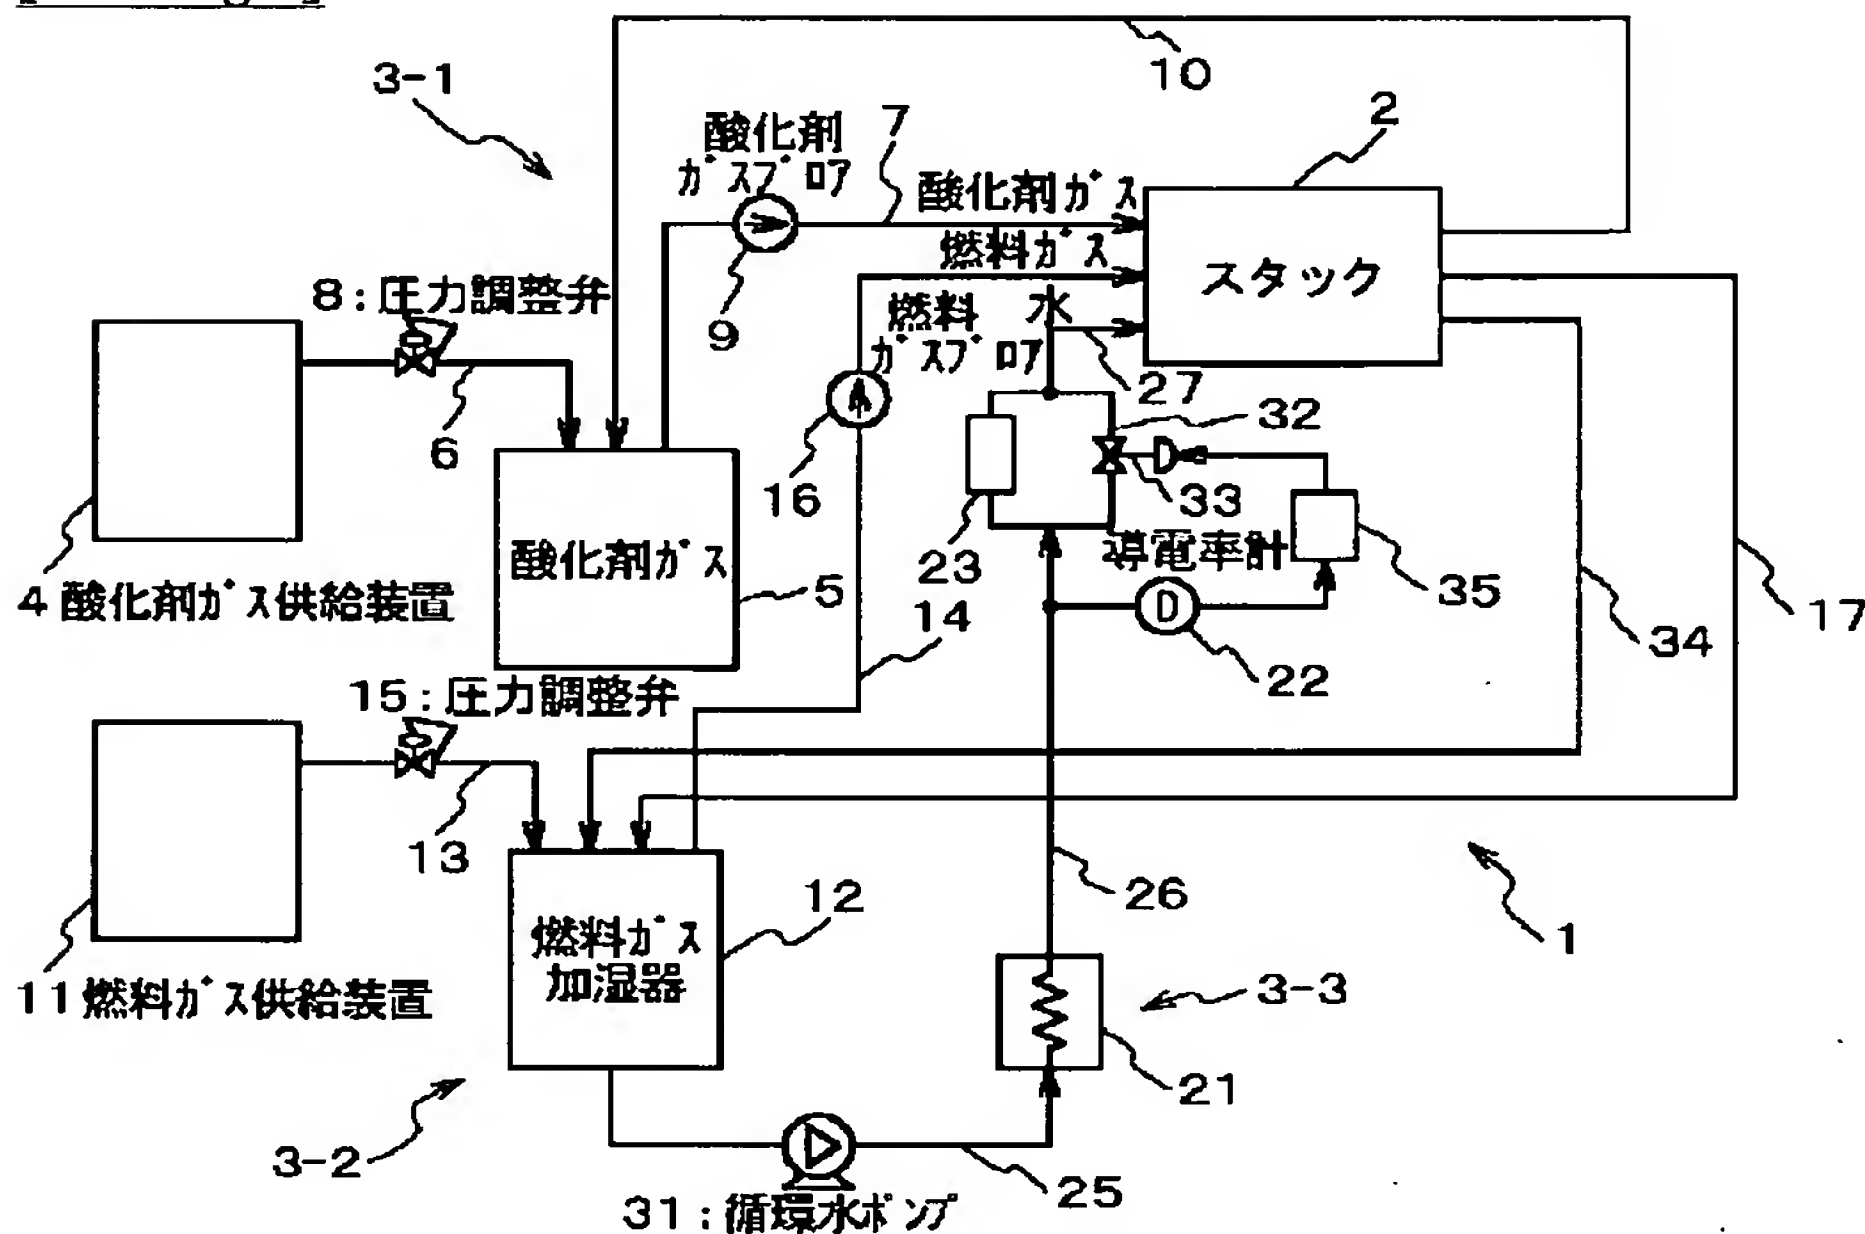 10
3-1
2
酸化剤
ガスブロア
7
酸化剤ガス
燃料ガス
スタック
8:圧力調整弁
9
燃料
ガスブロア
水
27
32
6
16
33
23
導電率計
酸化剤ガス
5
35
4 酸化剤ガス供給装置
14
D
17
34
22
15:圧力調整弁
13
12
26
1
燃料ガス
加湿器
3-3
11 燃料ガス供給装置
21
3-2
25
31:循環水ポンプ